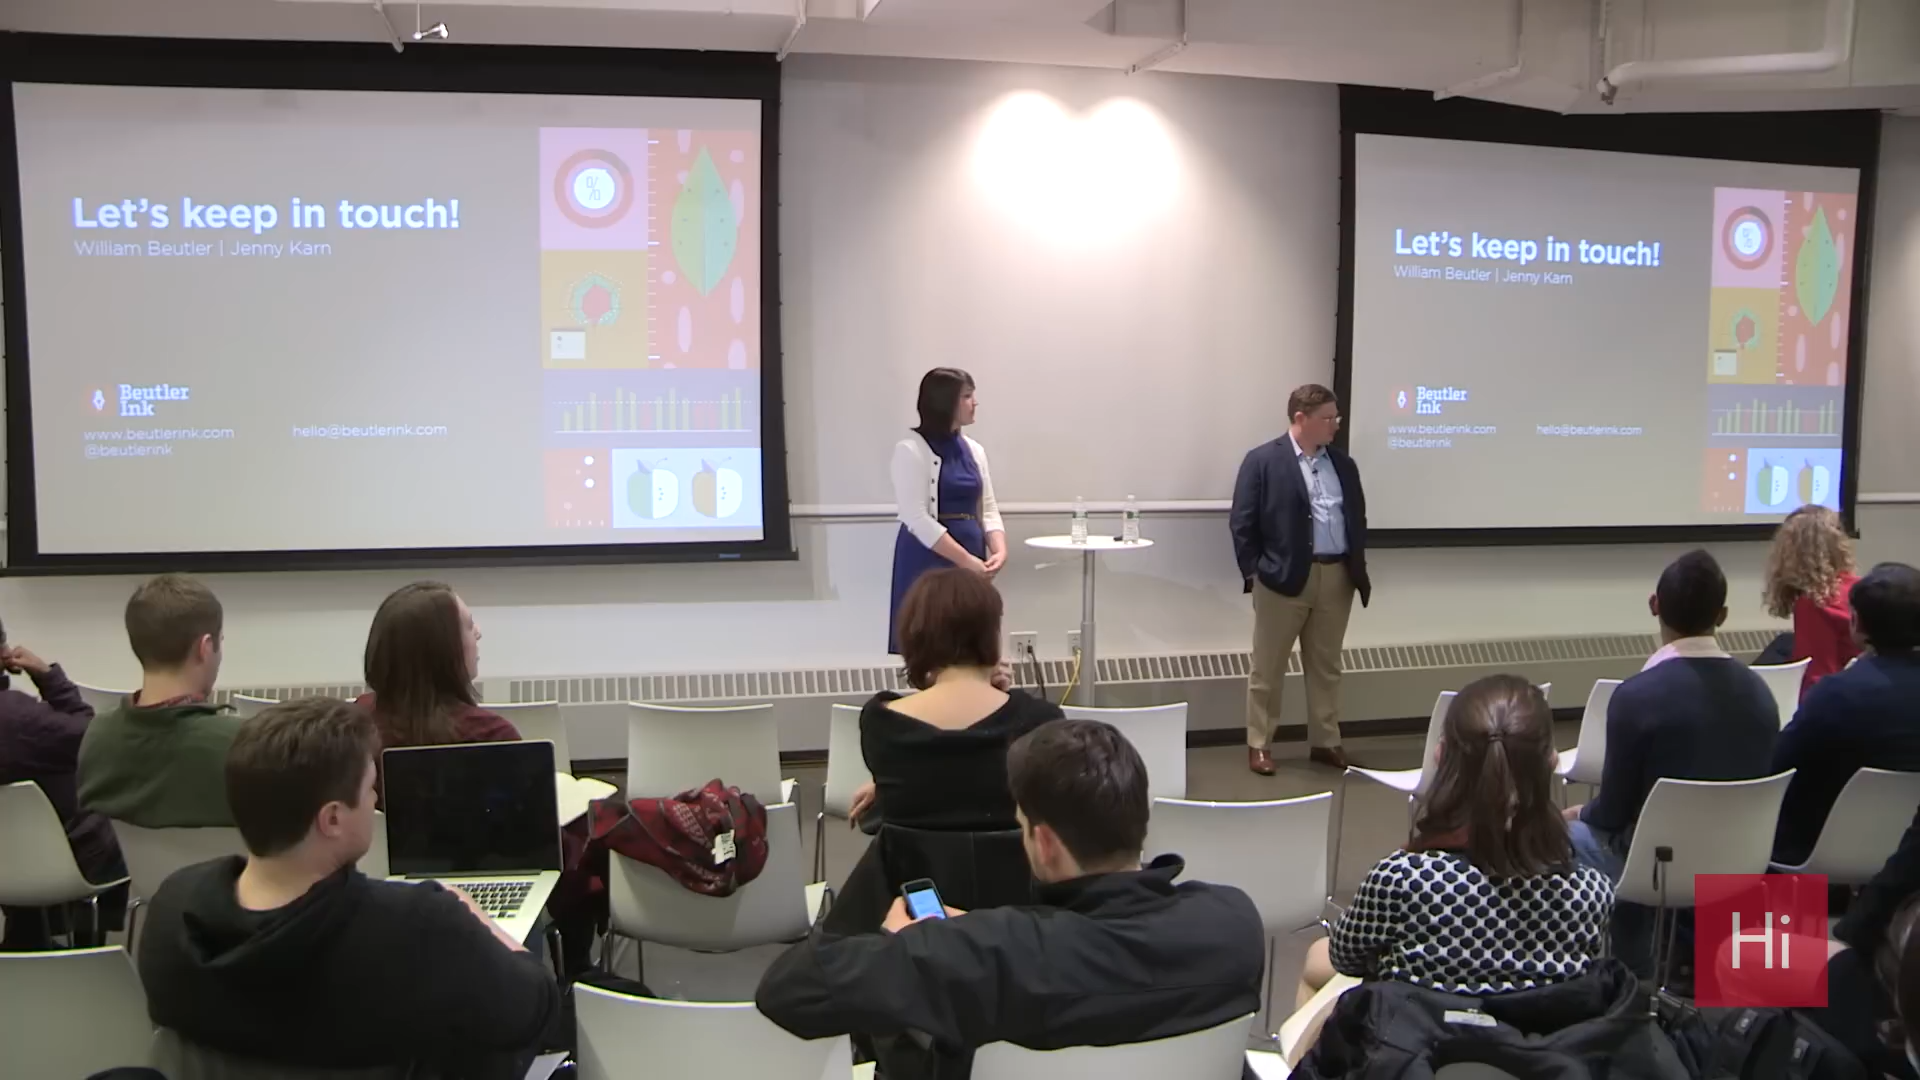 Let's keep in touch!
William Beutler | Jenny Karn
%
Beutler
Ink
www.beutlerink.com
hello@beutlerink.com
@beutlerink
Let's keep in touch!
William Beutler | Jenny Karn
%
Beutler
Ink
www.beutlerink.com
hello@beutlerink.com
@beutlerink
Hi